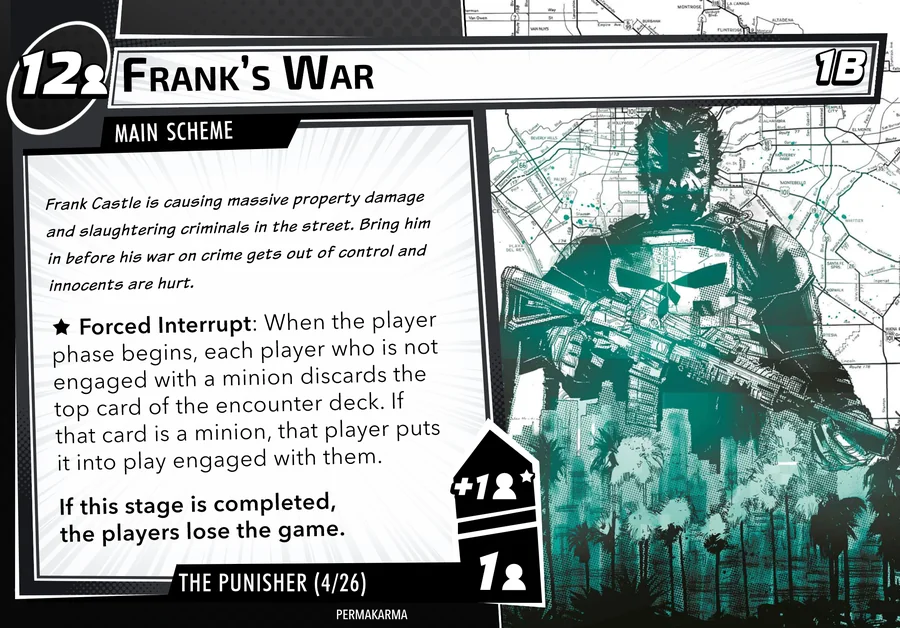 12
FRANK'S WAR
1B
MAIN SCHEME
Frank Castle is causing massive property damage
and slaughtering criminals in the street. Bring him
in before his war on crime gets out of control and
innocents are hurt.
★ Forced Interrupt: When the player
phase begins, each player who is not
engaged with a minion discards the
top card of the encounter deck. If
that card is a minion, that player puts
it into play engaged with them.
If this stage is completed,
the players lose the game.
+1 ★
1
THE PUNISHER (4/26)
PERMAKARMA